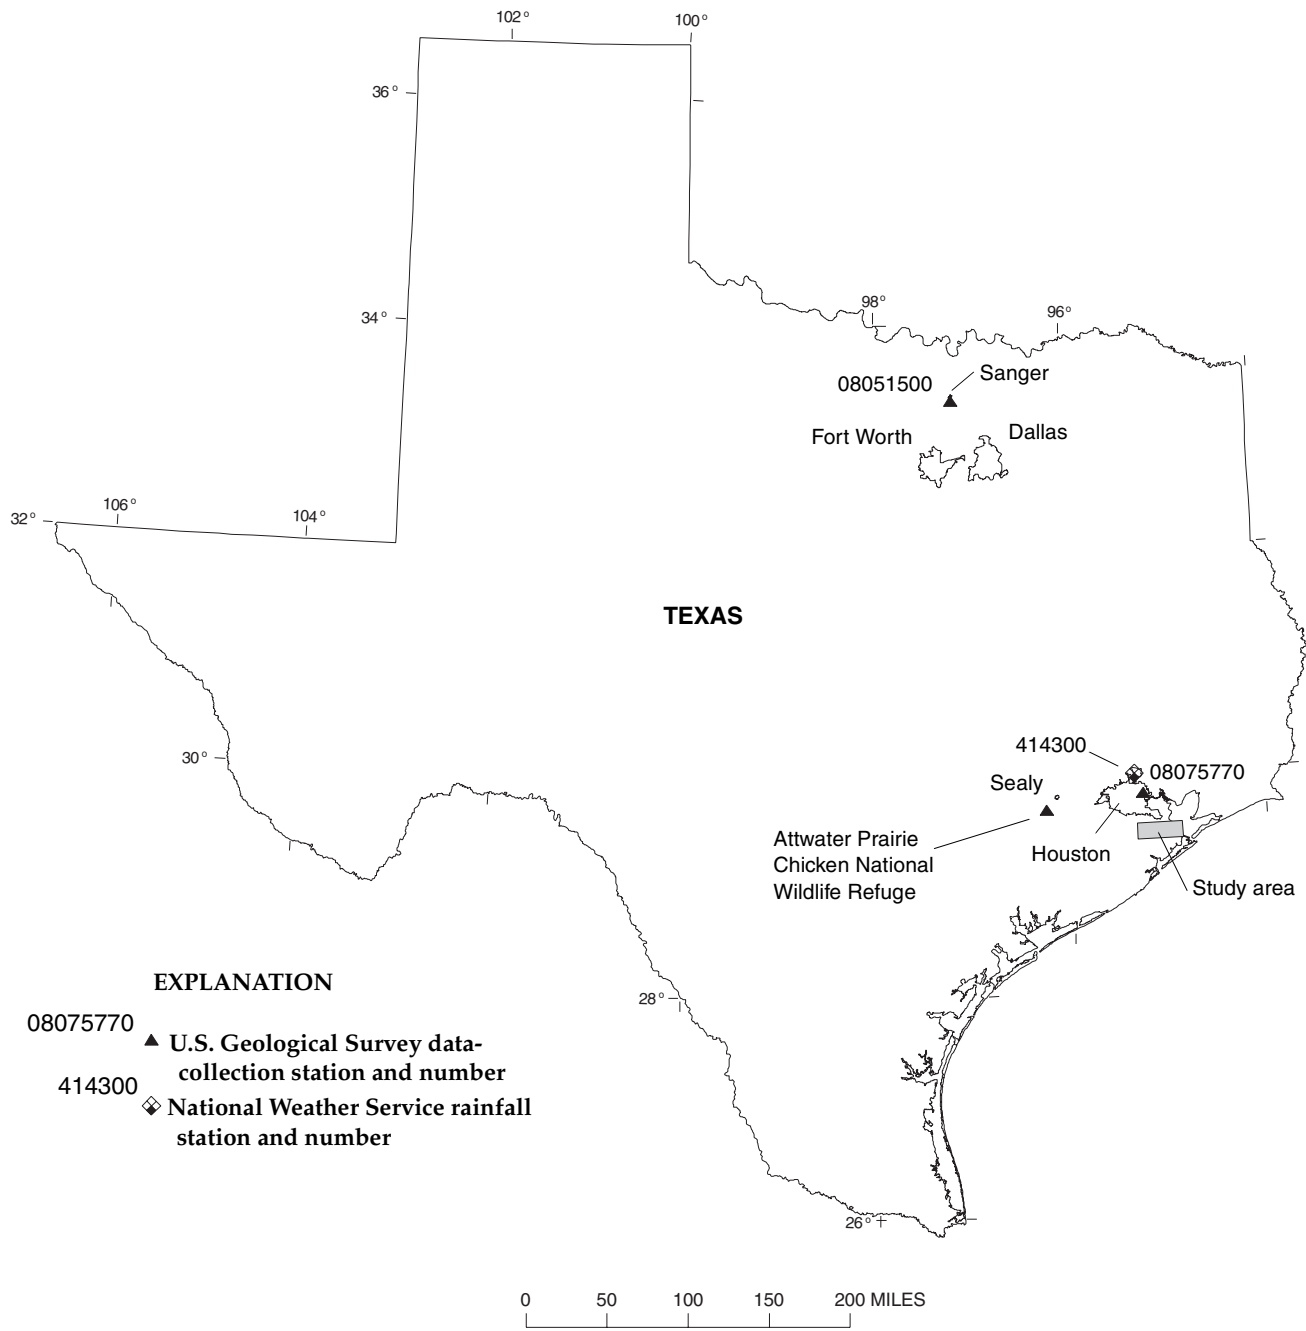 102°
100°
36°
34°
98°
96°
Sanger
08051500
Fort Worth
Dallas
32°
106°
104°
TEXAS
414300
08075770
30°
Sealy
Attwater Prairie
Chicken National
Wildlife Refuge
Houston
Study area
28°
EXPLANATION
08075770
U.S. Geological Survey data-
collection station and number
414300
National Weather Service rainfall
station and number
26°
0 50 100 150 200 MILES